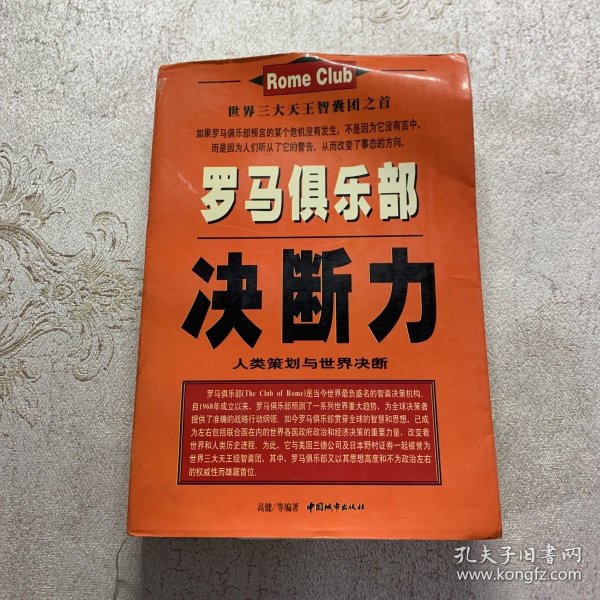 Rome Club
世界三大天王智囊团之首
如果罗马俱乐部预言的某个危机没有发生，不是因为它没有言中，
而是因为人们听从了它的警告，从而改变了事态的方向。
罗马俱乐部
决断力
人类策划与世界决断
罗马俱乐部(The Club of Rome)是当今世界最负盛名的智囊决策机构。
自1968年成立以来，罗马俱乐部预测了一系列世界重大趋势，为全球决策者
提供了准确的战略行动纲领。如今罗马俱乐部贯穿全球的智慧和思想，已成
为左右包括联合国在内的世界各国政府政治和经济决策的重要力量，改变着
世界和人类历史进程。为此，它与美国兰德公司及日本野村证券一起被誉为
世界三大天王级智囊团。其中，罗马俱乐部又以其思想高度和不为政治左右
的权威性而雄踞首位。
高健/等编著 中国城市出版社
孔夫子旧书网
www.kongfz.com